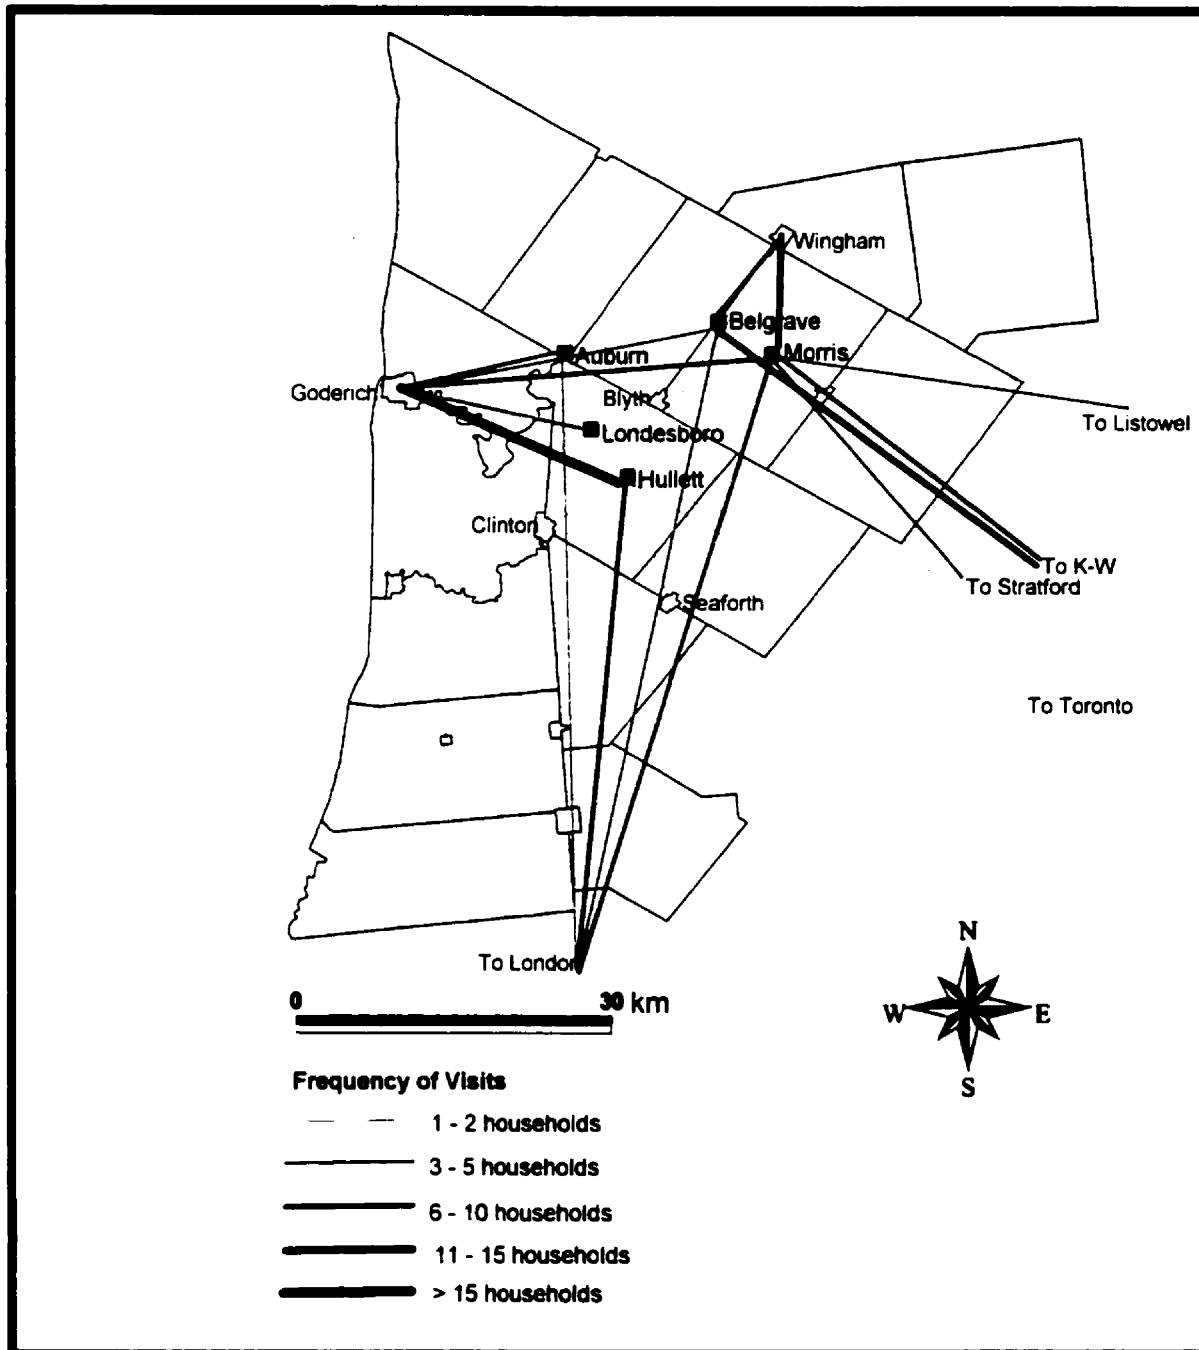 Wingham
Belgrave
Auburn
Morris
Goderich
Blyth
To Listowel
Londesboro
Hullett
Clinton
To K-W
To Stratford
Seaforth
To Toronto
To London
N
W
E
S
0
30 km
Frequency of Visits
1 - 2 households
3 - 5 households
6 - 10 households
11 - 15 households
> 15 households